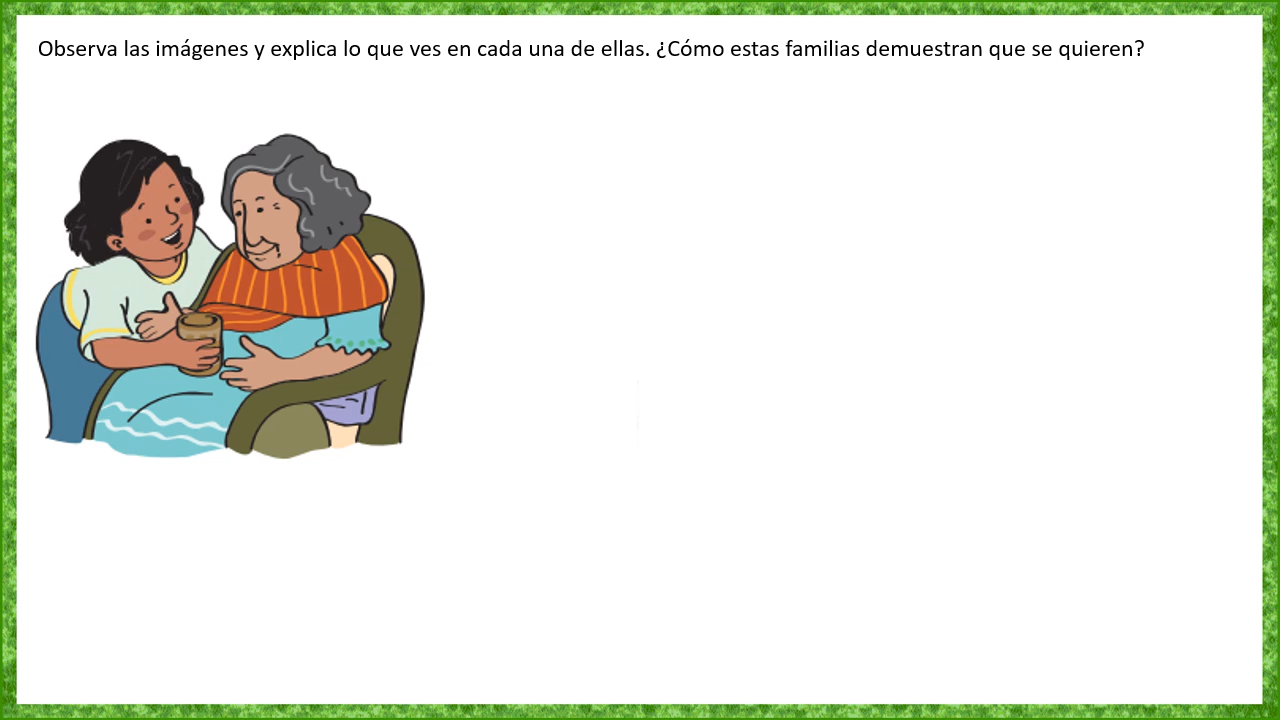 Observa las imágenes y explica lo que ves en cada una de ellas. ¿Cómo estas familias demuestran que se quieren?